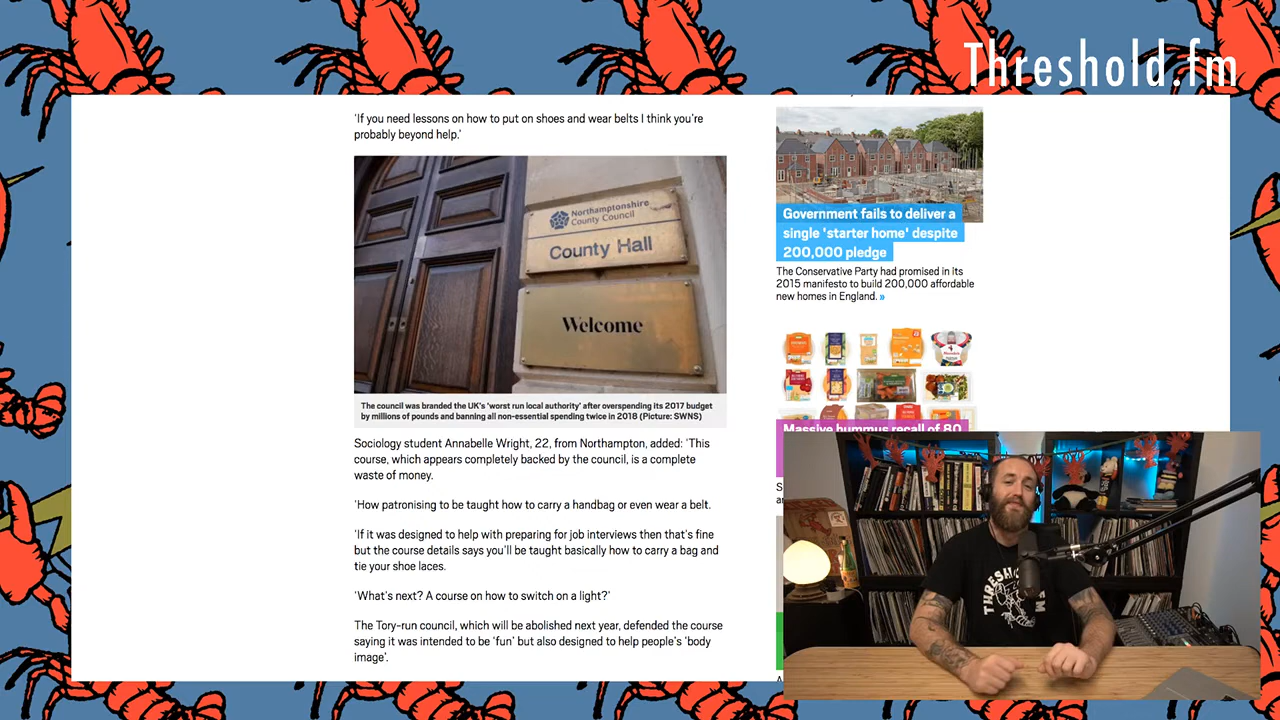 Threshold.fm
'If you need lessons on how to put on shoes and wear belts I think you're
probably beyond help.'
Northamptonshire
County Council
County Hall
Welcome
The council was branded the UK's 'worst run local authority' after overspending its 2017 budget
by millions of pounds and banning all non-essential spending twice in 2018 (Picture: SWNS)
Sociology student Annabelle Wright, 22, from Northampton, added: 'This
course, which appears completely backed by the council, is a complete
waste of money.
'How patronising to be taught how to carry a handbag or even wear a belt.
'If it was designed to help with preparing for job interviews then that's fine
but the course details says you'll be taught basically how to carry a bag and
tie your shoe laces.
'What's next? A course on how to switch on a light?'
The Tory-run council, which will be abolished next year, defended the course
saying it was intended to be 'fun' but also designed to help people's 'body
image'.
Government fails to deliver a
single 'starter home' despite
200,000 pledge
The Conservative Party had promised in its
2015 manifesto to build 200,000 affordable
new homes in England. »
Massive hummus recall of 80
THRESHOLD FM